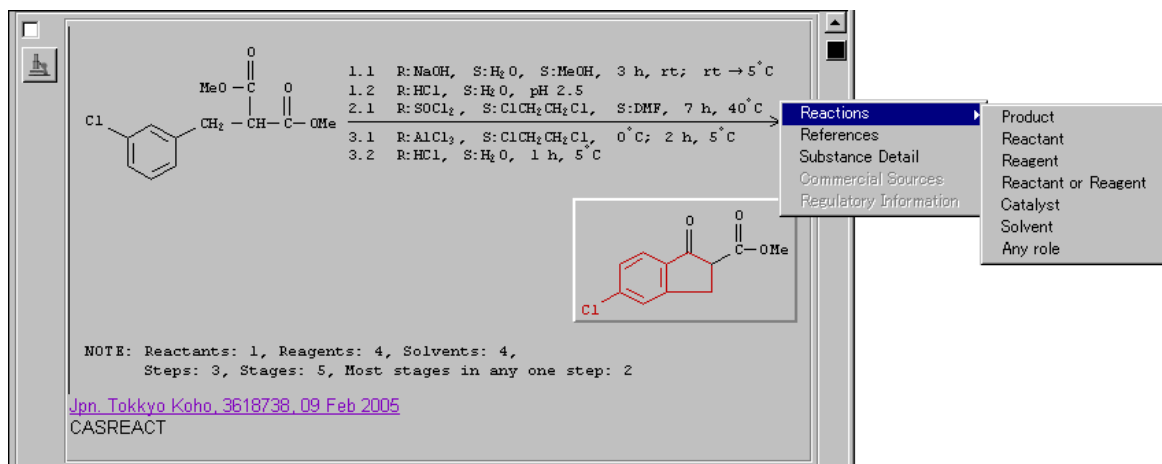 O
MeO—C O
Cl
CH₂ — CH—C—OMe
1.1 R:NaOH, S:H₂O, S:MeOH, 3 h, rt; rt → 5°C
1.2 R:HCl, S:H₂O, pH 2.5
2.1 R:SOCl₂, S:ClCH₂CH₂Cl, S:DMF, 7 h, 40°C
3.1 R:AlCl₃, S:ClCH₂CH₂Cl, 0°C; 2 h, 5°C
3.2 R:HCl, S:H₂O, 1 h, 5°C
Reactions
References
Substance Detail
Commercial Sources
Regulatory Information
Product
Reactant
Reagent
Reactant or Reagent
Catalyst
Solvent
Any role
O O
C—OMe
Cl
NOTE: Reactants: 1, Reagents: 4, Solvents: 4,
Steps: 3, Stages: 5, Most stages in any one step: 2
Jpn. Tokkyo Koho, 3618738, 09 Feb 2005
CASREACT